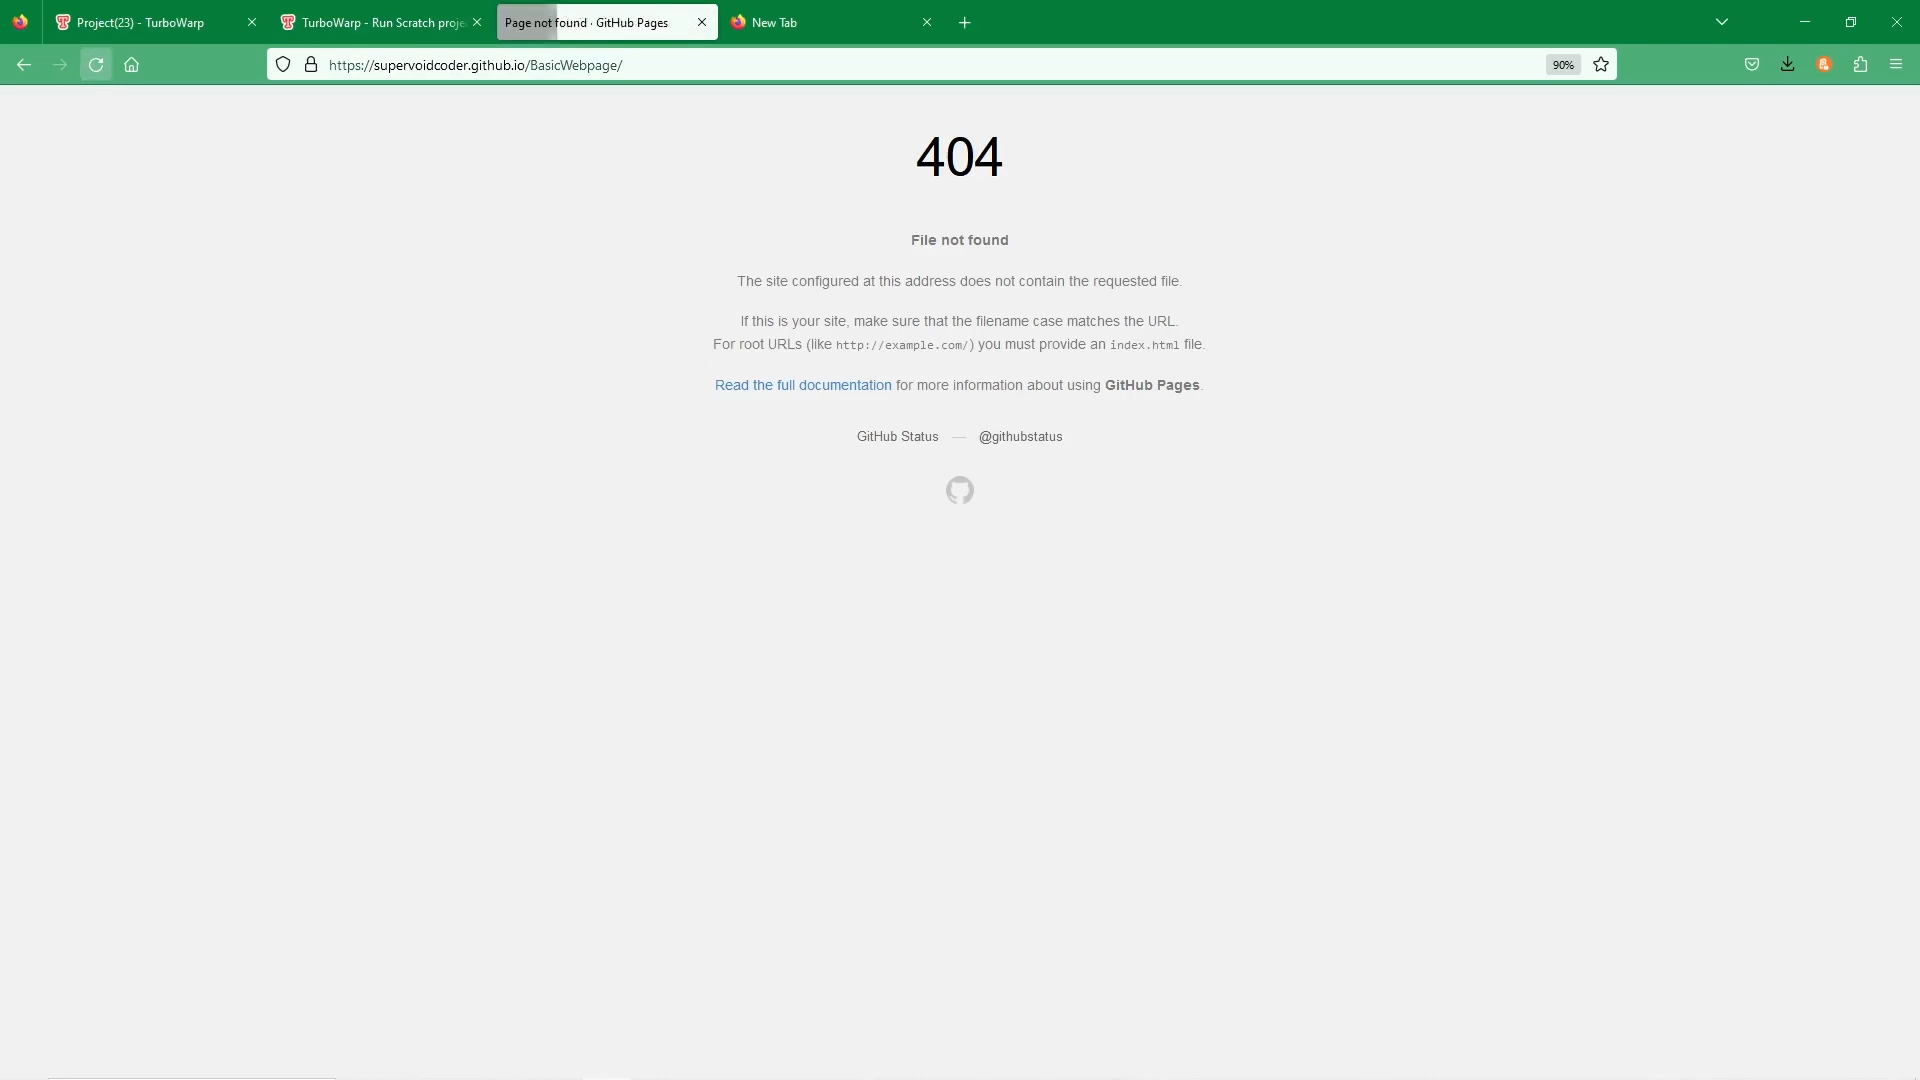 Project(23) - TurboWarp
TurboWarp - Run Scratch proje
Page not found · GitHub Pages
New Tab
https://supervoidcoder.github.io/BasicWebpage/
90%
404
File not found
The site configured at this address does not contain the requested file.
If this is your site, make sure that the filename case matches the URL.
For root URLs (like http://example.com/) you must provide an index.html file.
Read the full documentation for more information about using GitHub Pages.
GitHub Status — @githubstatus